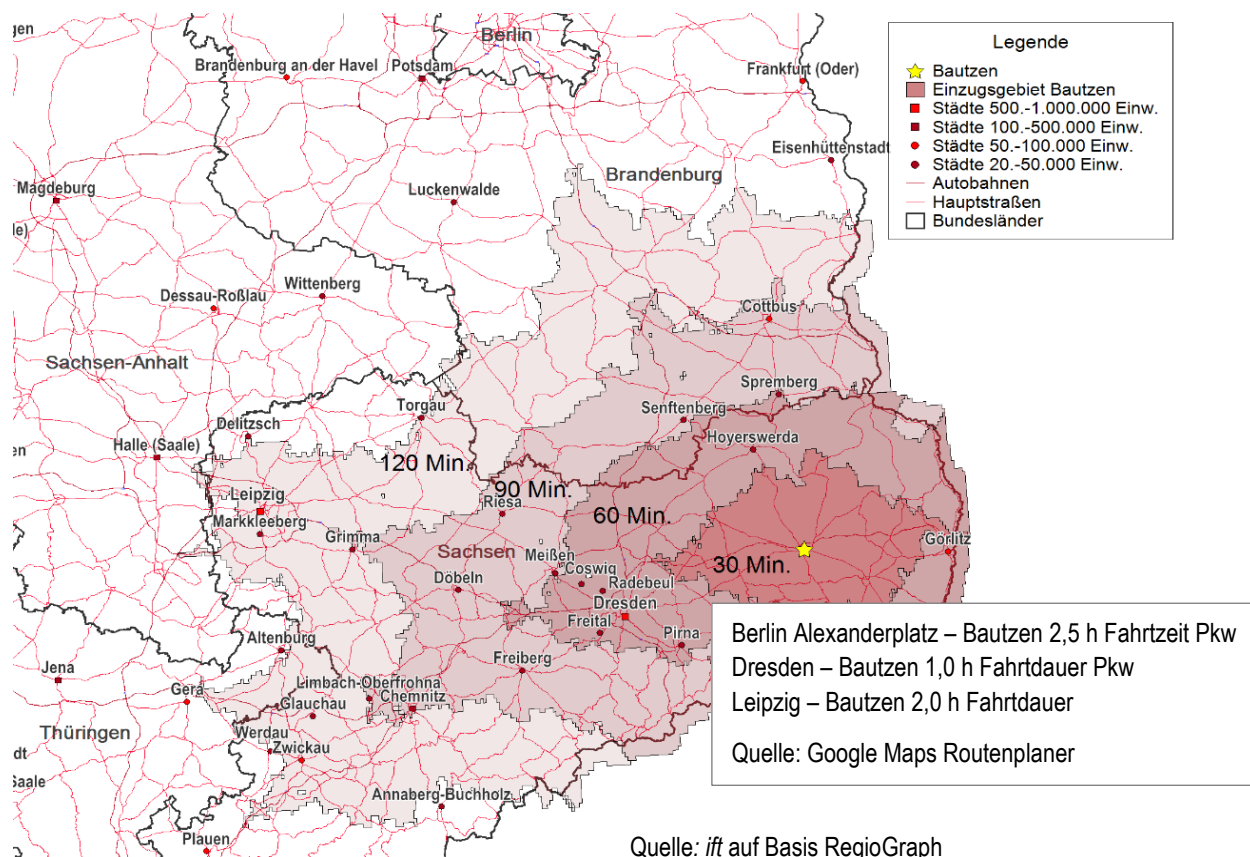 gen
Berlin
Brandenburg an der Havel
Potsdam
Frankfurt (Oder)
Legende
Bautzen
Einzugsgebiet Bautzen
Städte 500.-1.000.000 Einw.
Städte 100.-500.000 Einw.
Städte 50.-100.000 Einw.
Städte 20.-50.000 Einw.
Autobahnen
Hauptstraßen
Bundesländer
Eisenhüttenstadt
Brandenburg
Magdeburg
Luckenwalde
le)
Wittenberg
Dessau-Roßlau
Cottbus
Sachsen-Anhalt
Spremberg
Torgau
Senftenberg
Delitzsch
Hoyerswerda
Halle (Saale)
en
120 Min.
90 Min.
Leipzig
Riesa
60 Min.
Markkleeberg
Grimma
Sachsen
Meißen
Görlitz
30 Min.
Coswig
Döbeln
Radebeul
Dresden
Freital
Pirna
Altenburg
Freiberg
Jena
Gera
Limbach-Oberfrohna
Chemnitz
Glauchau
Thüringen
Werdau
Zwickau
dt
Saale
Annaberg-Buchholz
Plauen
Berlin Alexanderplatz – Bautzen 2,5 h Fahrtzeit Pkw
Dresden – Bautzen 1,0 h Fahrtdauer Pkw
Leipzig – Bautzen 2,0 h Fahrtdauer
Quelle: Google Maps Routenplaner
Quelle: ift auf Basis RegioGraph